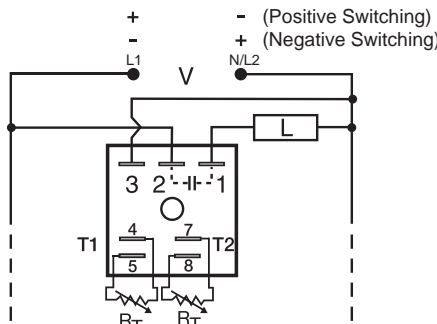 + - (Positive Switching)
- + (Negative Switching)
L1 V N/L2
L
3 2 1
4 7
T1 T2
5 8
RT RT